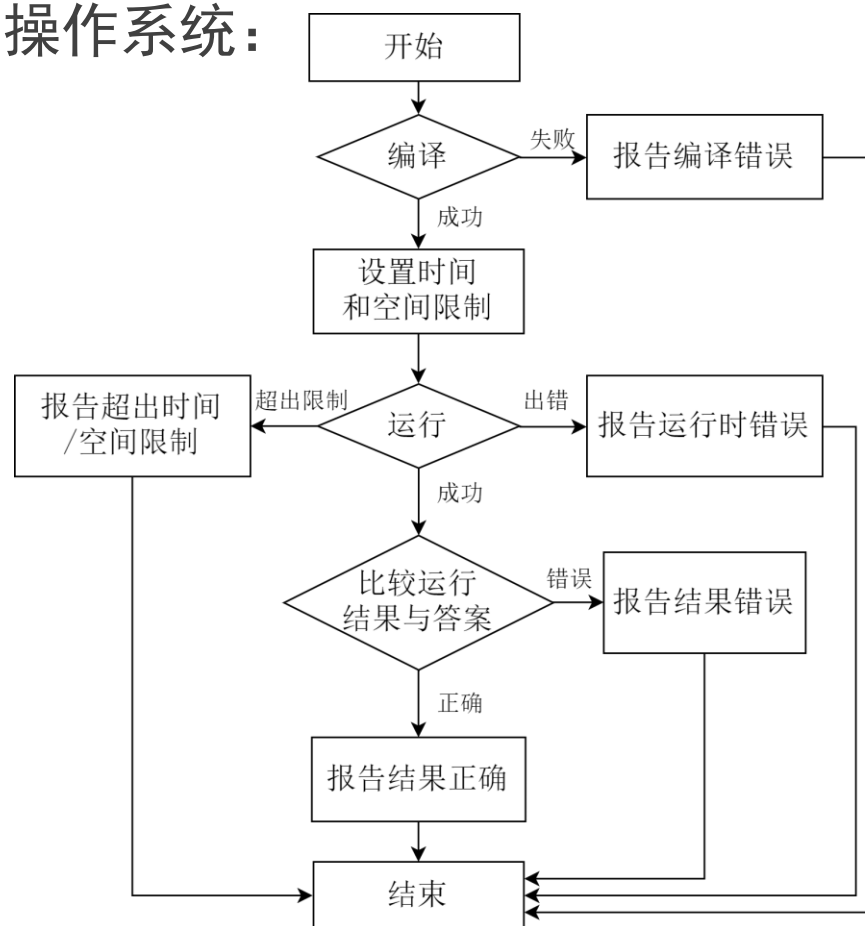 操作系统：
开始
编译
失败
报告编译错误
成功
设置时间
和空间限制
报告超出时间
/空间限制
超出限制
运行
出错
报告运行时错误
成功
比较运行
结果与答案
错误
报告结果错误
正确
报告结果正确
结束